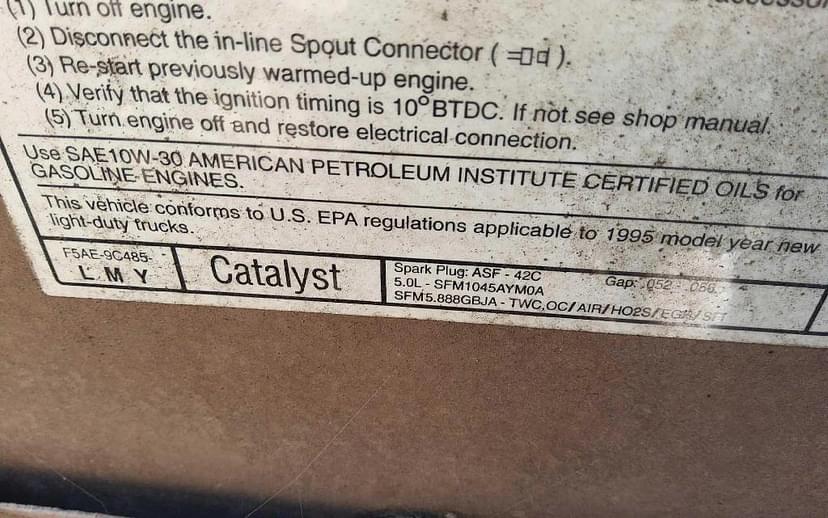 (1) Turn off engine.
(2) Disconnect the in-line Spout Connector ( ).
(3) Re-start previously warmed-up engine.
(4) Verify that the ignition timing is 10° BTDC. If not see shop manual.
(5) Turn engine off and restore electrical connection.
Use SAE10W-30 AMERICAN PETROLEUM INSTITUTE CERTIFIED OILS for
GASOLINE ENGINES.
This vehicle conforms to U.S. EPA regulations applicable to 1995 model year new
light-duty trucks.
F5AE-9C485-
L M Y
Catalyst
Spark Plug: ASF - 42C Gap: .052 - .056
5.0L - SFM1045AYM0A
SFM5.888GBJA - TWC,OC/AIR/HO2S/EGR/SFI